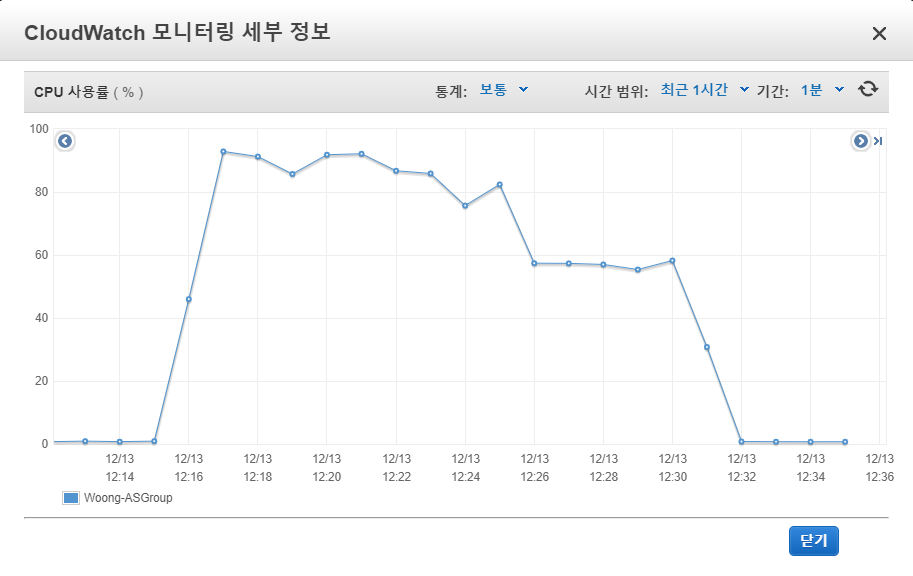 CloudWatch 모니터링 세부 정보
CPU 사용률 ( % ) 통계: 보통 시간 범위: 최근 1시간 기간: 1분
100
80
60
40
20
0
12/13 12/13 12/13 12/13 12/13 12/13 12/13 12/13 12/13 12/13 12/13 12/13
12:14 12:16 12:18 12:20 12:22 12:24 12:26 12:28 12:30 12:32 12:34 12:36
Woong-ASGroup
닫기